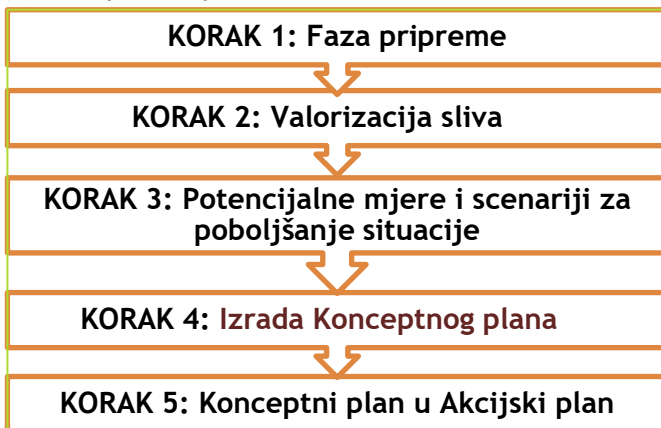 KORAK 1: Faza pripreme
KORAK 2: Valorizacija sliva
KORAK 3: Potencijalne mjere i scenariji za
poboljšanje situacije
KORAK 4: Izrada Konceptnog plana
KORAK 5: Konceptni plan u Akcijski plan